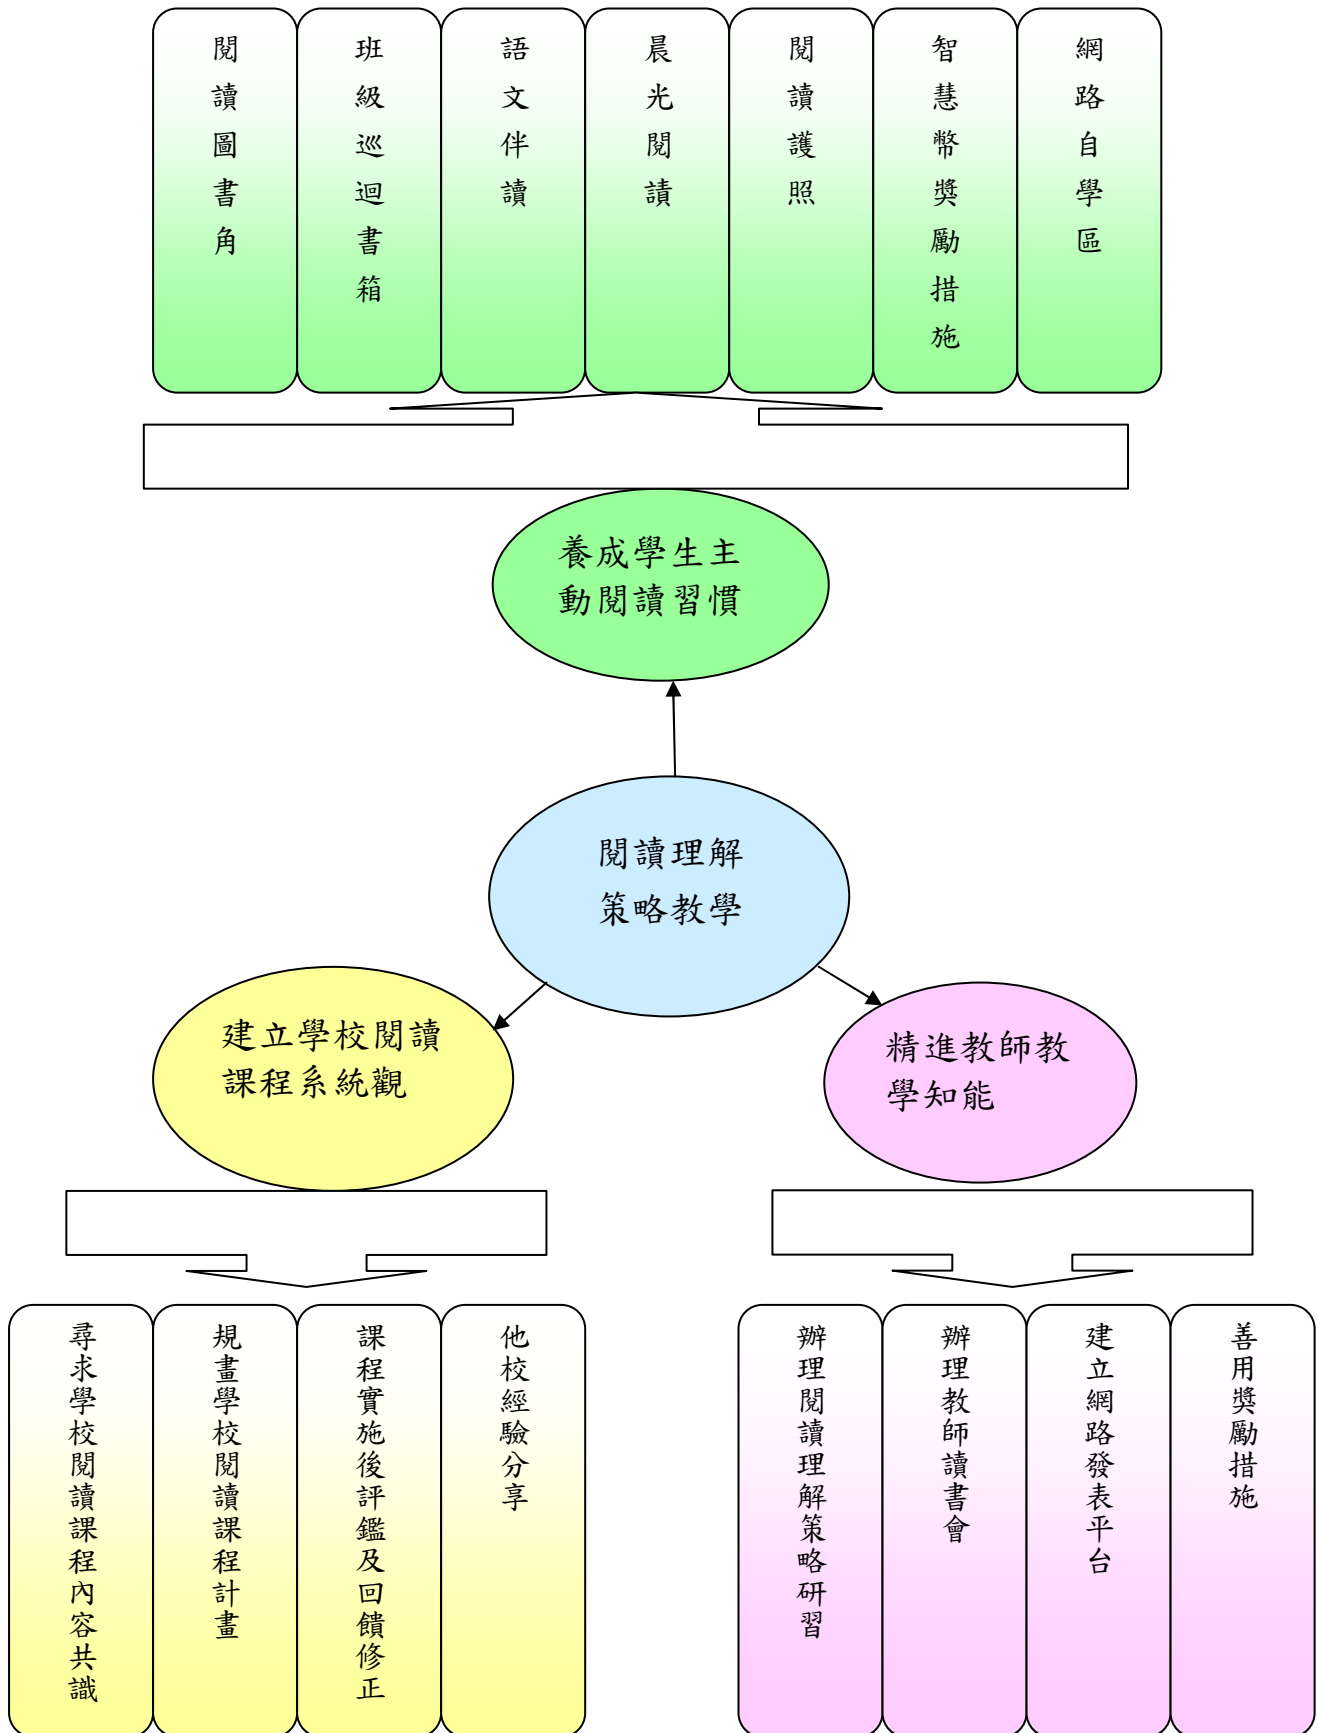 閱讀圖書角
班級巡迴書箱
語文伴讀
晨光閱讀
閱讀護照
智慧幣獎勵措施
網路自學區
養成學生主
動閱讀習慣
閱讀理解
策略教學
建立學校閱讀
課程系統觀
精進教師教
學知能
尋求學校閱讀課程內容共識
規畫學校閱讀課程計畫
課程實施後評鑑及回饋修正
他校經驗分享
辦理閱讀理解策略研習
辦理教師讀書會
建立網路發表平台
善用獎勵措施